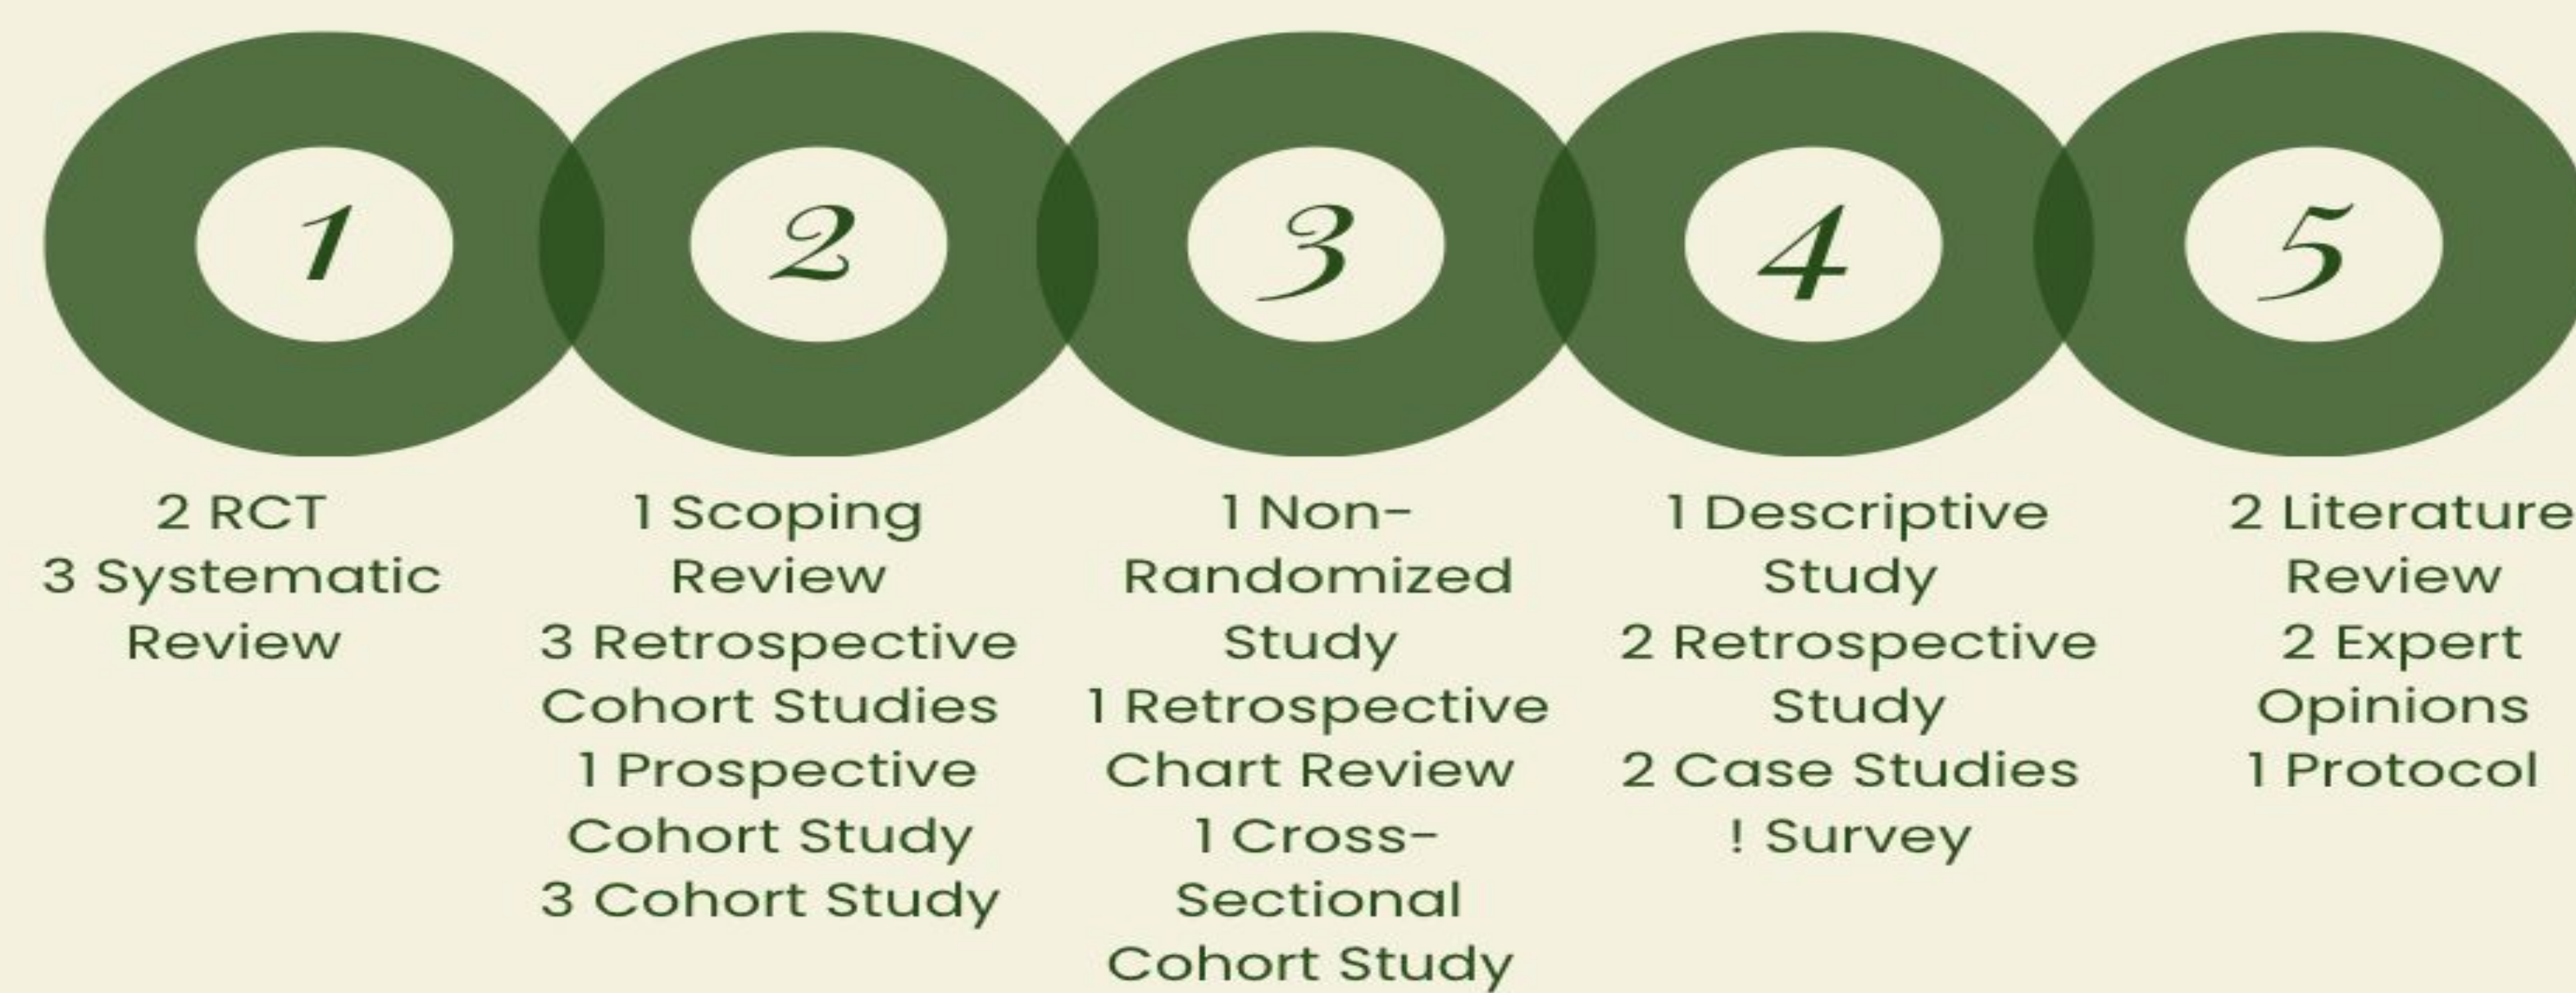 1
2 RCT
3 Systematic
Review
2
1 Scoping
Review
3 Retrospective
Cohort Studies
1 Prospective
Cohort Study
3 Cohort Study
3
1 Non-
Randomized
Study
1 Retrospective
Chart Review
1 Cross-
Sectional
Cohort Study
4
1 Descriptive
Study
2 Retrospective
Study
2 Case Studies
! Survey
5
2 Literature
Review
2 Expert
Opinions
1 Protocol